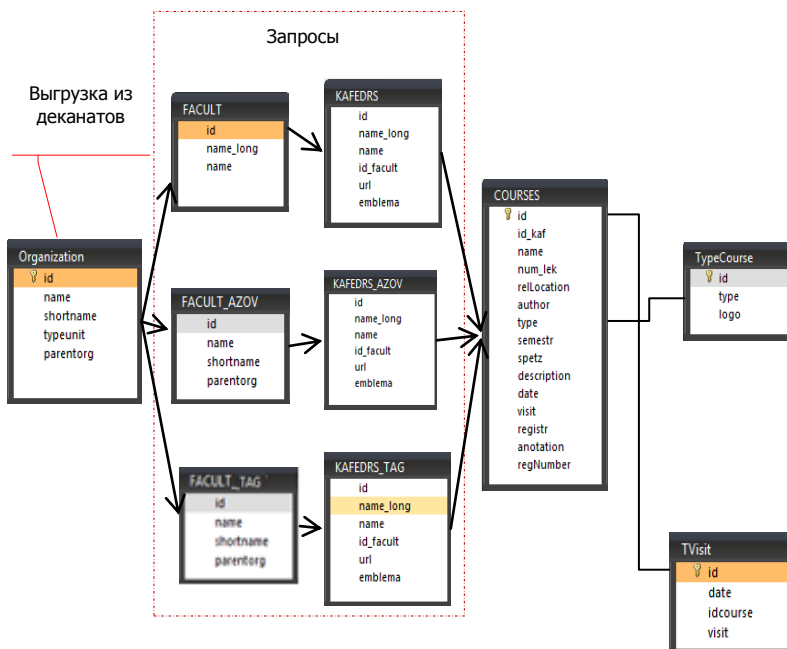 Запросы
Выгрузка из
деканатов
FACULT
id
name_long
name
KAFEDRS
id
name_long
name
id_facult
url
emblema
Organization
id
name
shortname
typeunit
parentorg
FACULT_AZOV
id
name
shortname
parentorg
KAFEDRS_AZOV
id
name_long
name
id_facult
url
emblema
FACULT_TAG
id
name
shortname
parentorg
KAFEDRS_TAG
id
name_long
name
id_facult
url
emblema
COURSES
id
id_kaf
name
num_lek
relLocation
author
type
semestr
spetz
description
date
visit
registr
anotation
regNumber
TypeCourse
id
type
logo
TVisit
id
date
idcourse
visit